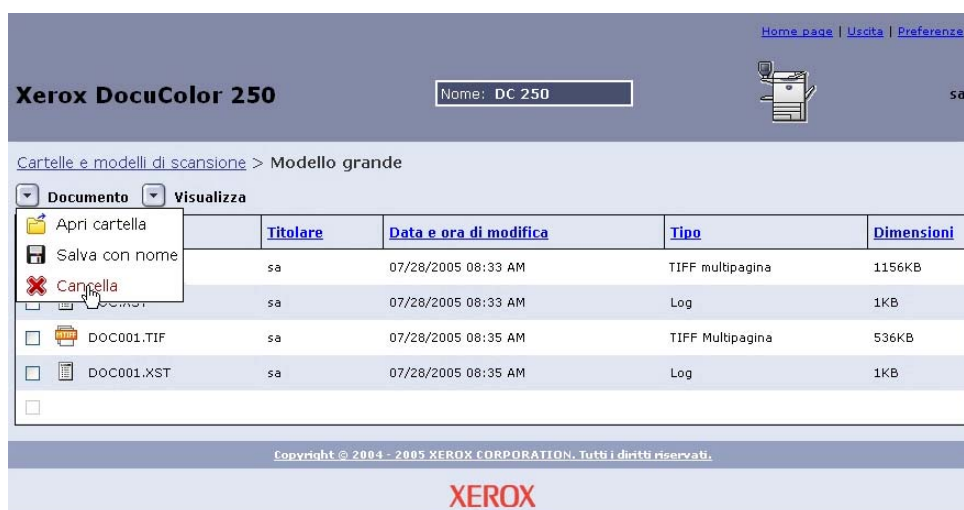 Home page | Uscita | Preferenze
Xerox DocuColor 250
Nome: DC 250
sa
Cartelle e modelli di scansione > Modello grande
Documento Visualizza
Apri cartella
Salva con nome
Cancella
Titolare Data e ora di modifica Tipo Dimensioni
sa 07/28/2005 08:33 AM TIFF multipagina 1156KB
DOC.XST sa 07/28/2005 08:33 AM Log 1KB
DOC001.TIF sa 07/28/2005 08:35 AM TIFF Multipagina 536KB
DOC001.XST sa 07/28/2005 08:35 AM Log 1KB
Copyright © 2004 - 2005 XEROX CORPORATION. Tutti i diritti riservati.
XEROX